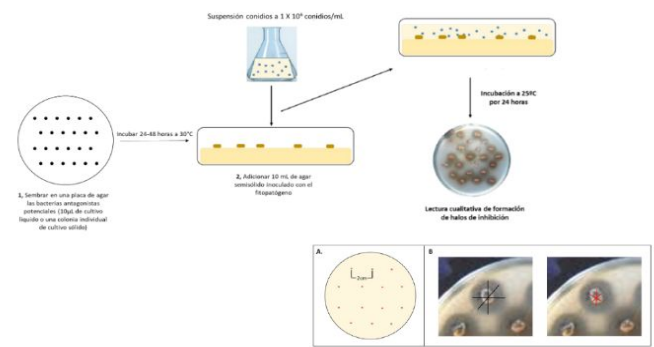 Suspensión conidios a 1 X 10⁶ conidios/mL
Incubar 24-48 horas a 30°C
1, Sembrar en una placa de agar
las bacterias antagonistas
potenciales (10µL de cultivo
líquido o una colonia individual
de cultivo sólido)
2, Adicionar 10 mL de agar
semisólido inoculado con el
fitopatógeno
Incubación a 25ºC
por 24 horas
Lectura cualitativa de formación
de halos de inhibición
A.
2cm
B